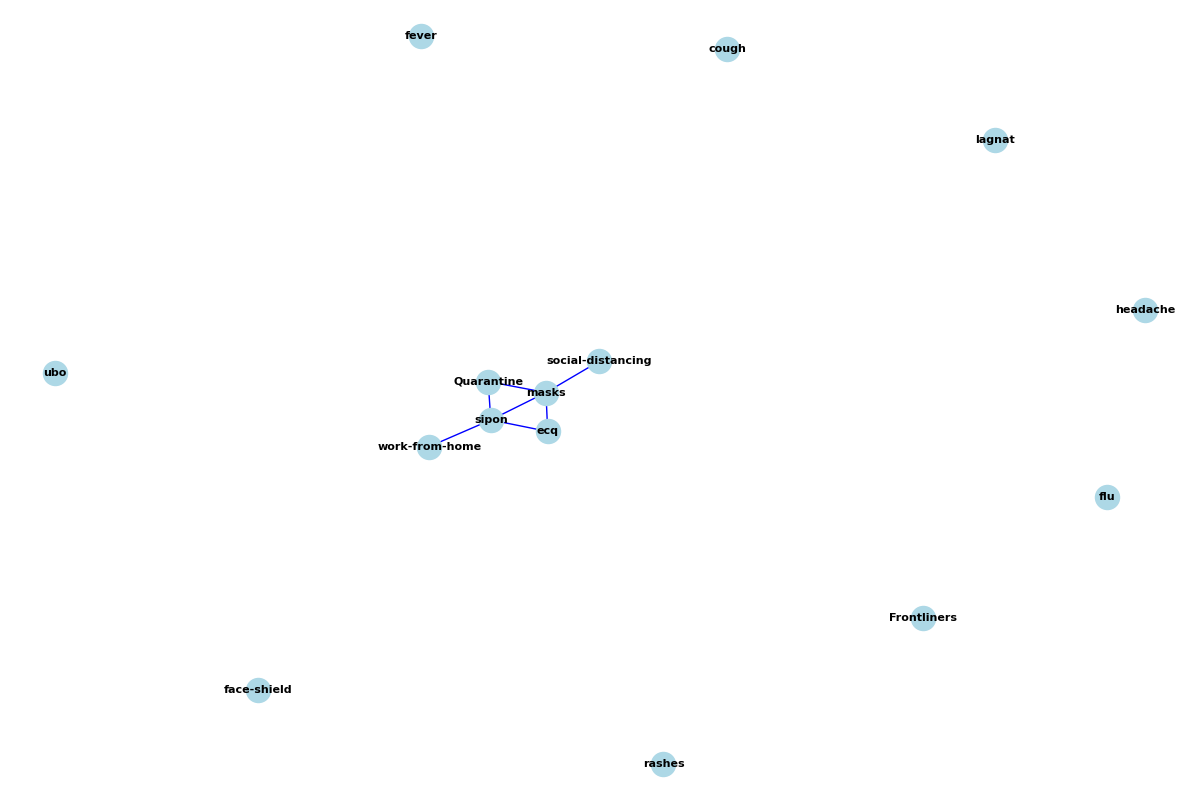 fever
cough
lagnat
headache
social-distancing
ubo
Quarantine
masks
sipon
ecq
work-from-home
flu
Frontliners
face-shield
rashes